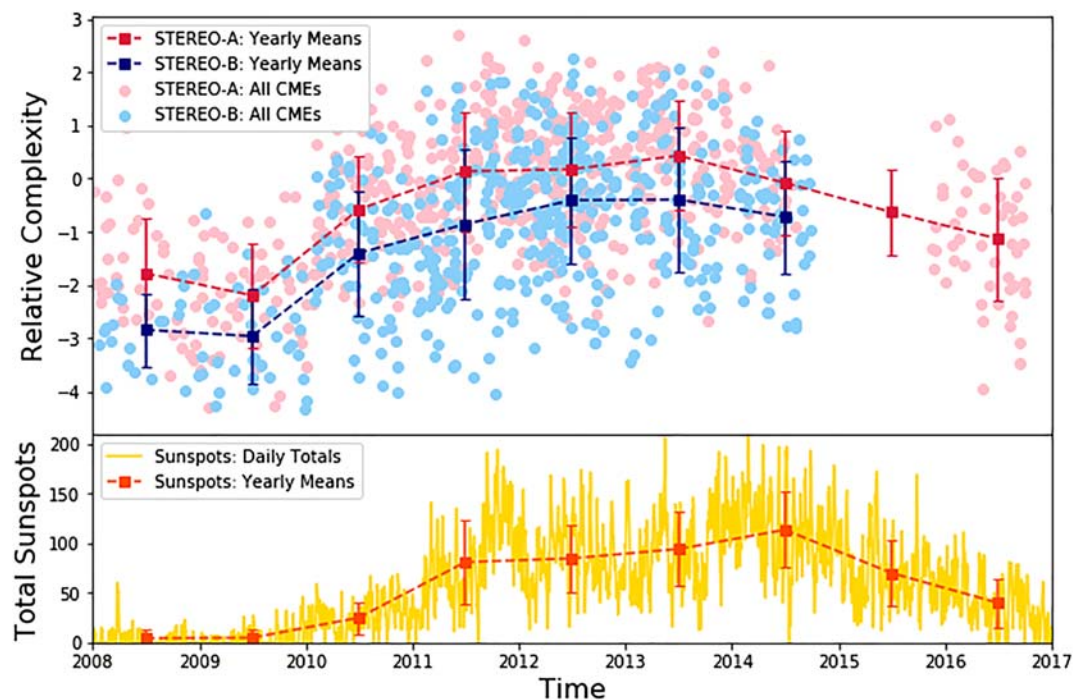 3
STEREO-A: Yearly Means
STEREO-B: Yearly Means
STEREO-A: All CMEs
STEREO-B: All CMEs
2
1
0
−1
−2
−3
−4
Relative Complexity
200
Sunspots: Daily Totals
Sunspots: Yearly Means
150
100
50
0
Total Sunspots
2008 2009 2010 2011 2012 2013 2014 2015 2016 2017
Time